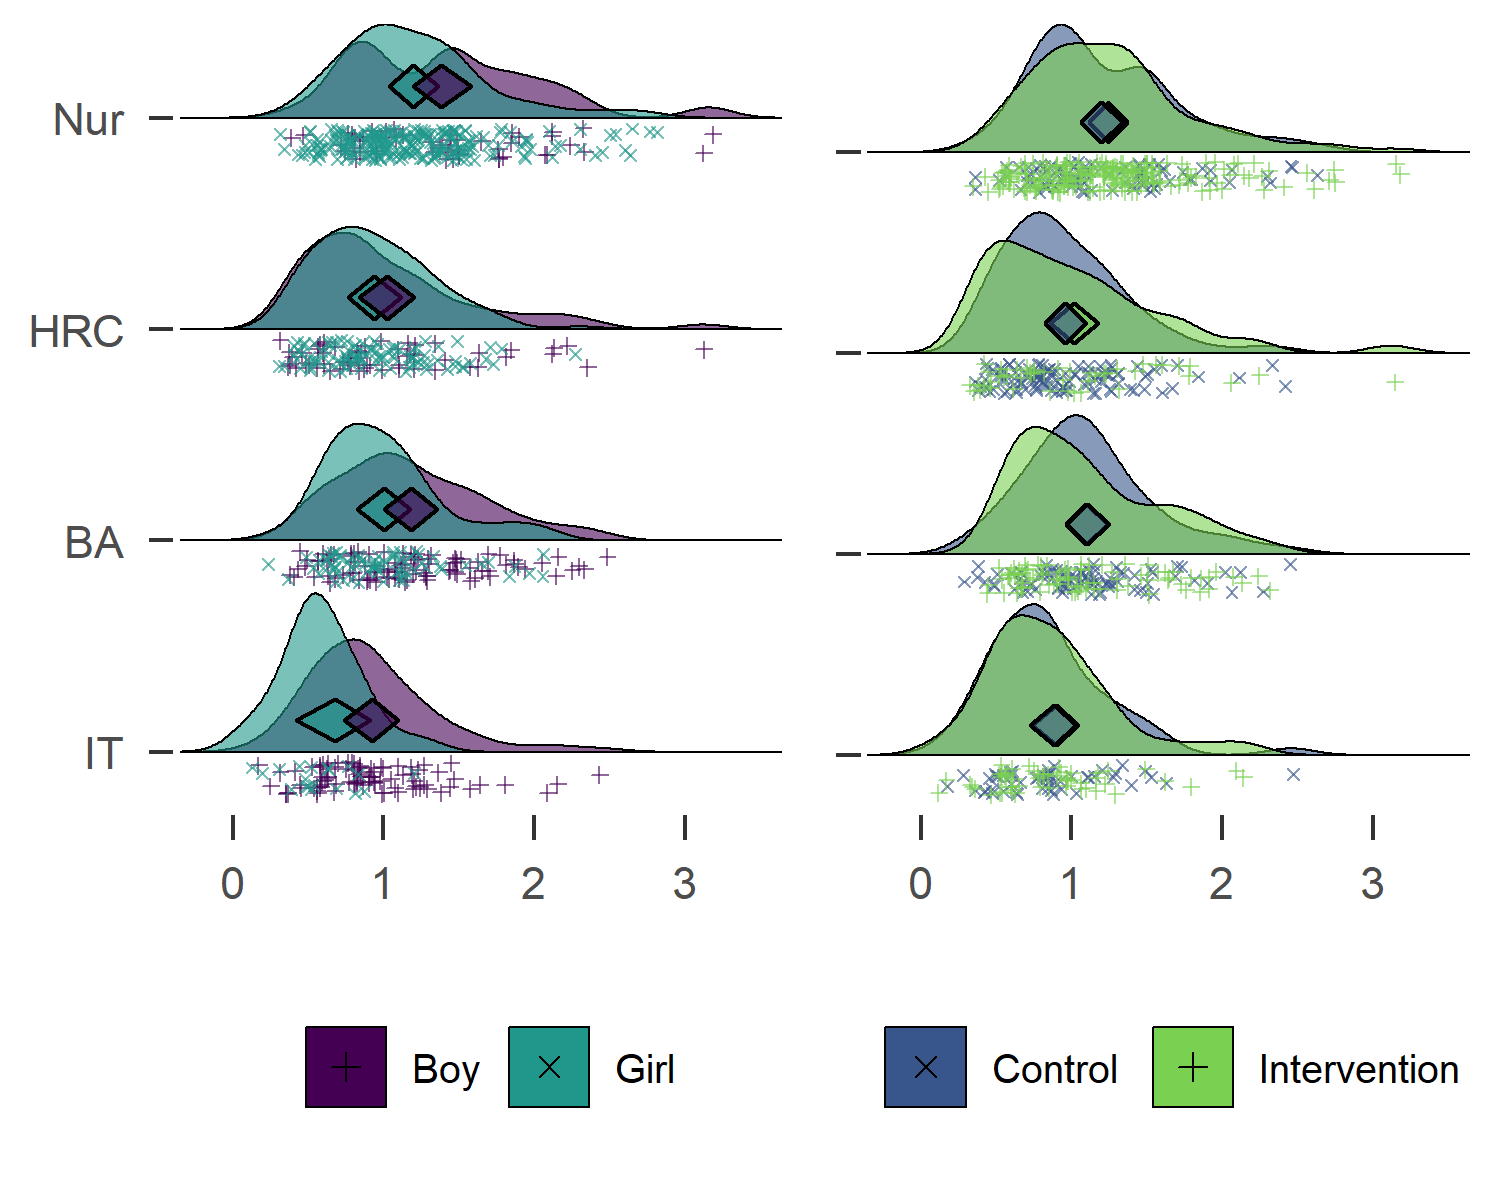 Nur
HRC
BA
IT
0 1 2 3 0 1 2 3
Boy Girl Control Intervention